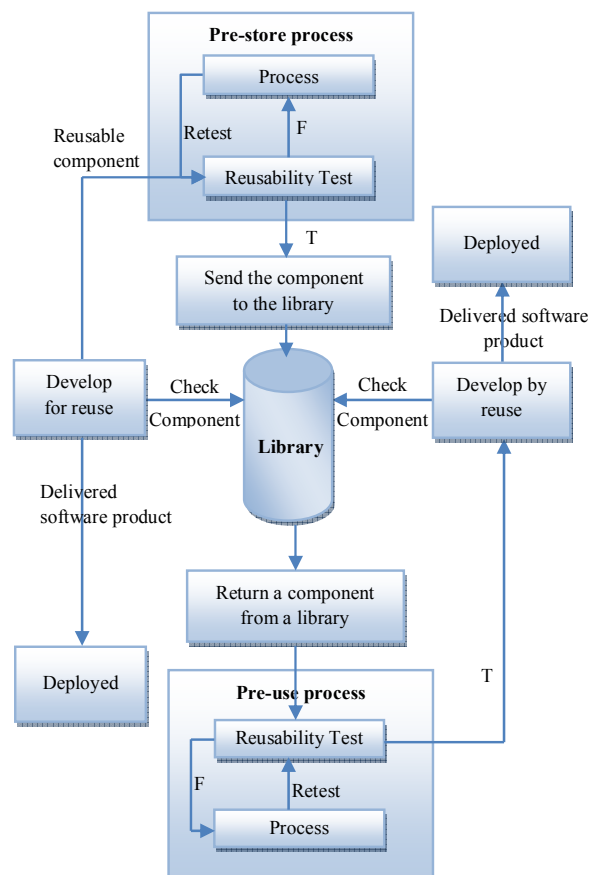 Pre-store process
Process
F
Retest
Reusable
component
Reusability Test
T
Deployed
Send the component
to the library
Delivered software
product
Develop
for reuse
Check
Component
Library
Check
Component
Develop by
reuse
Delivered
software product
Return a component
from a library
Deployed
T
Pre-use process
Reusability Test
F
Retest
Process